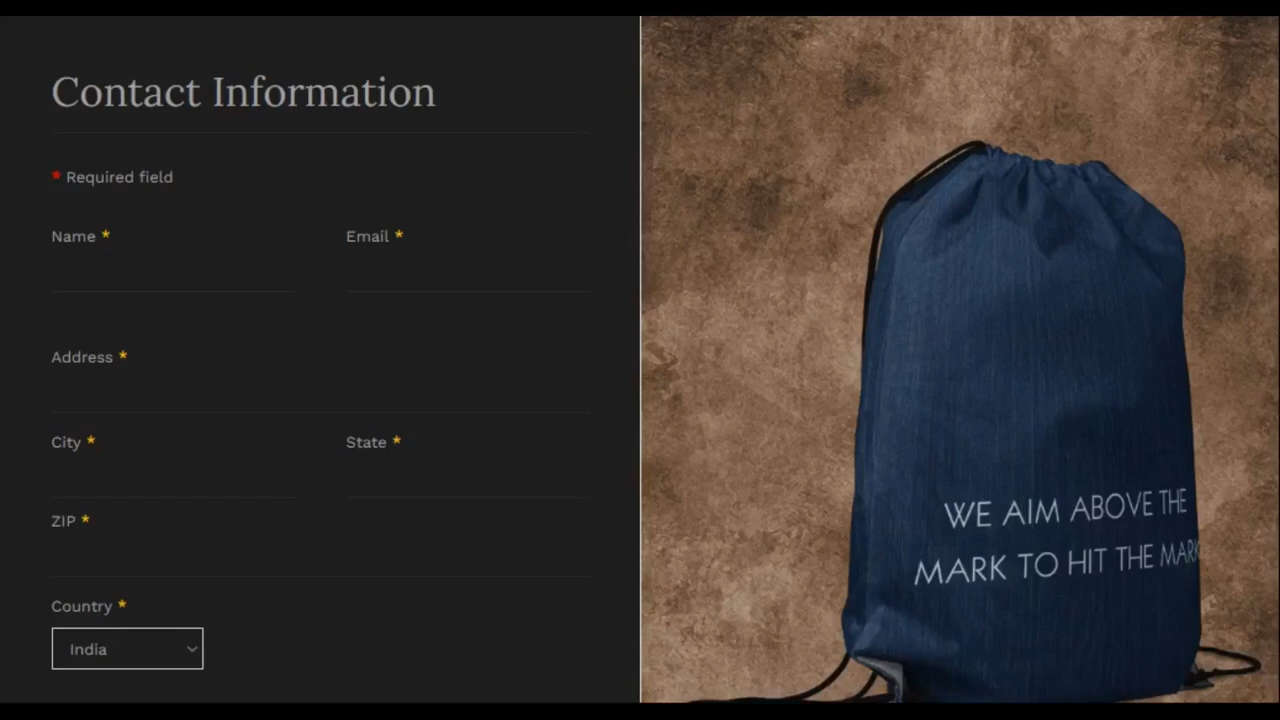 Contact Information
* Required field
Name *
Email *
Address *
City *
State *
ZIP *
Country *
India
WE AIM ABOVE THE
MARK TO HIT THE MARK